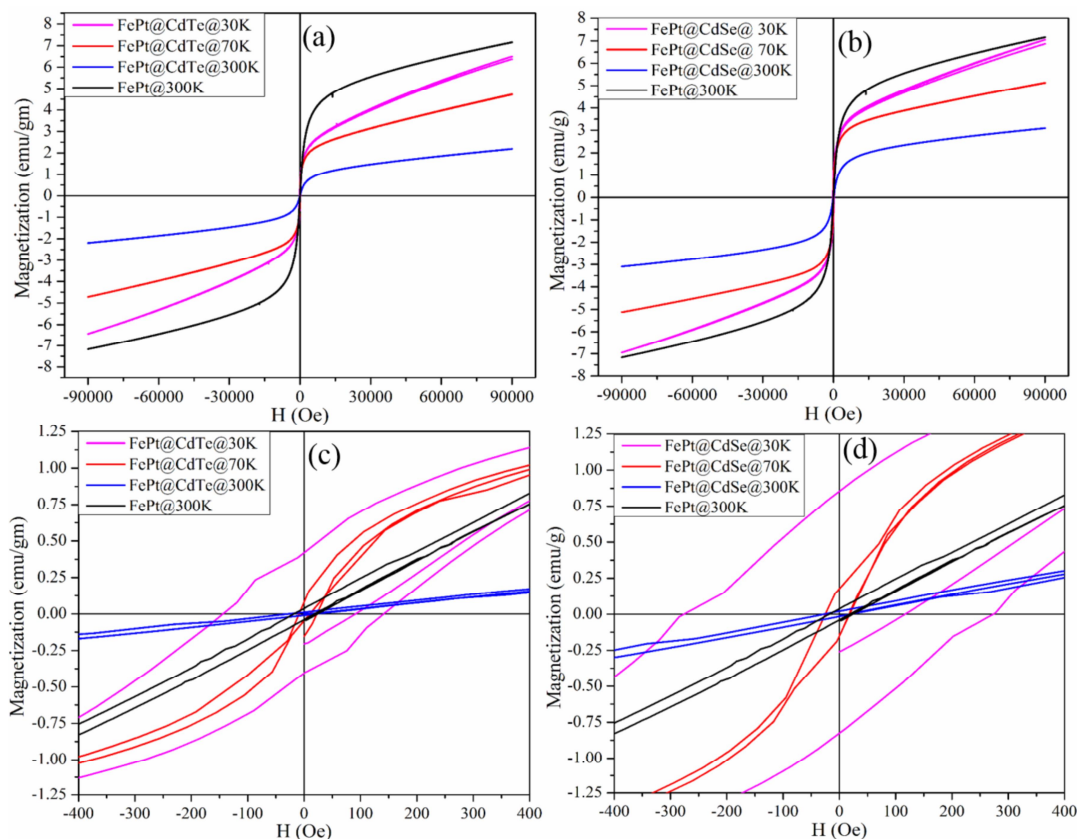 FePt@CdTe@30K
FePt@CdTe@70K
FePt@CdTe@300K
FePt@300K
(a)
8
7
6
5
4
3
2
1
0
-1
-2
-3
-4
-5
-6
-7
-8
Magnetization (emu/gm)
-90000 -60000 -30000 0 30000 60000 90000
H (Oe)
FePt@CdSe@ 30K
FePt@CdSe@ 70K
FePt@CdSe@300K
FePt@300K
(b)
8
7
6
5
4
3
2
1
0
-1
-2
-3
-4
-5
-6
-7
-8
Magnetization (emu/g)
-90000 -60000 -30000 0 30000 60000 90000
H (Oe)
FePt@CdTe@30K
FePt@CdTe@70K
FePt@CdTe@300K
FePt@300K
(c)
1.25
1.00
0.75
0.50
0.25
0.00
-0.25
-0.50
-0.75
-1.00
-1.25
Magnetization (emu/gm)
-400 -300 -200 -100 0 100 200 300 400
H (Oe)
FePt@CdSe@30K
FePt@CdSe@70K
FePt@CdSe@300K
FePt@300K
(d)
1.25
1.00
0.75
0.50
0.25
0.00
-0.25
-0.50
-0.75
-1.00
-1.25
Magnetization (emu/g)
-400 -300 -200 -100 0 100 200 300 400
H (Oe)